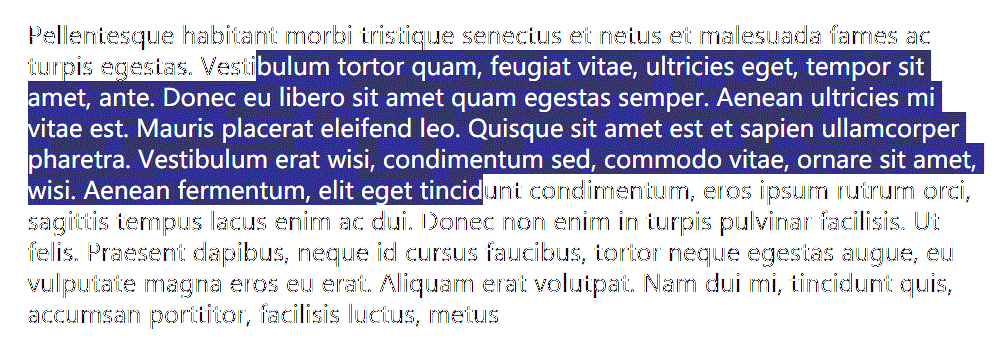 Pellentesque habitant morbi tristique senectus et netus et malesuada fames ac
turpis egestas. Vestibulum tortor quam, feugiat vitae, ultricies eget, tempor sit
amet, ante. Donec eu libero sit amet quam egestas semper. Aenean ultricies mi
vitae est. Mauris placerat eleifend leo. Quisque sit amet est et sapien ullamcorper
pharetra. Vestibulum erat wisi, condimentum sed, commodo vitae, ornare sit amet,
wisi. Aenean fermentum, elit eget tincidunt condimentum, eros ipsum rutrum orci,
sagittis tempus lacus enim ac dui. Donec non enim in turpis pulvinar facilisis. Ut
felis. Praesent dapibus, neque id cursus faucibus, tortor neque egestas augue, eu
vulputate magna eros eu erat. Aliquam erat volutpat. Nam dui mi, tincidunt quis,
accumsan porttitor, facilisis luctus, metus